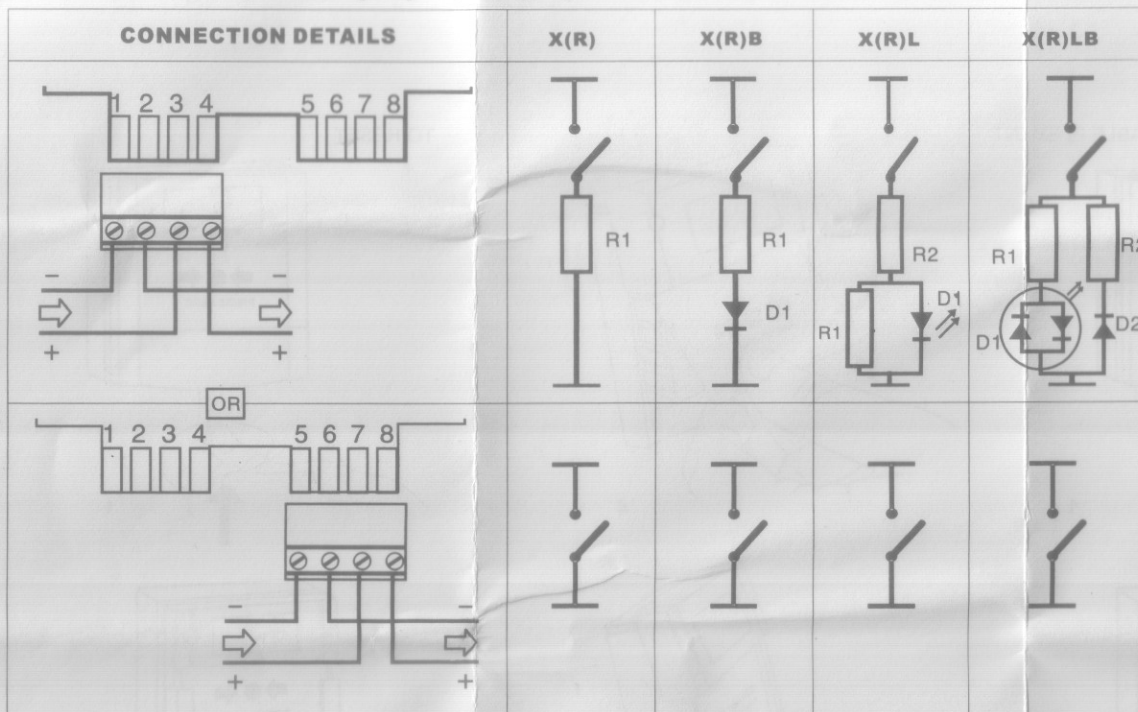 CONNECTION DETAILS X(R) X(R)B X(R)L X(R)LB
1 2 3 4 5 6 7 8
R1 R1 R2 R1 R2
D1 D1
R1 D1 D2
− −
+ +
OR
1 2 3 4 5 6 7 8
− −
+ +